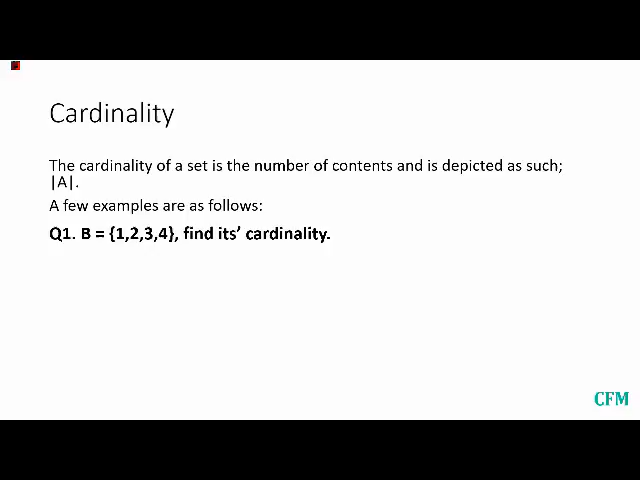 Cardinality
The cardinality of a set is the number of contents and is depicted as such;
|A|.
A few examples are as follows:
Q1. B = {1,2,3,4}, find its’ cardinality.
CFM